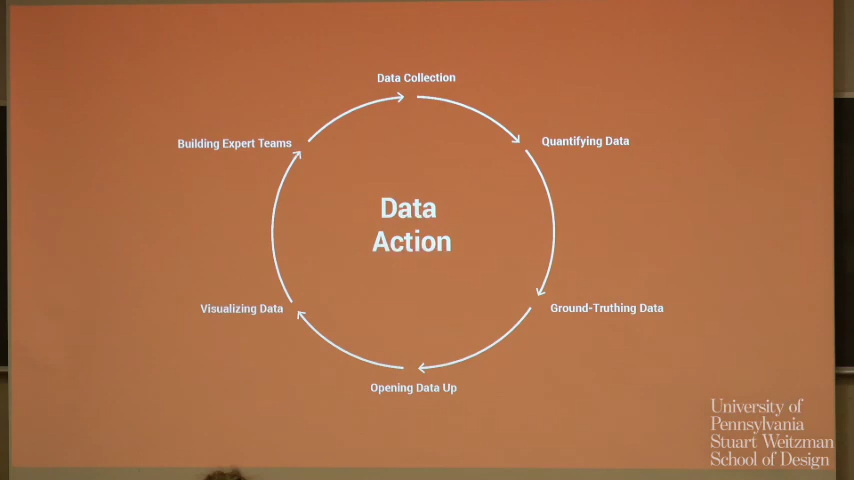 Data Collection
Quantifying Data
Ground-Truthing Data
Opening Data Up
Visualizing Data
Building Expert Teams
Data
Action
University of
Pennsylvania
Stuart Weitzman
School of Design